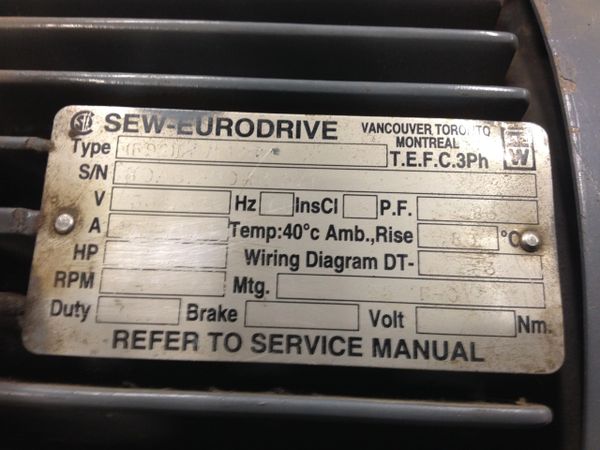 SEW-EURODRIVE VANCOUVER TORONTO
MONTREAL
Type T.E.F.C.3Ph
S/N
V Hz InsCl P.F.
A Temp:40°c Amb.,Rise °C
HP Wiring Diagram DT-
RPM Mtg.
Duty Brake Volt Nm.
REFER TO SERVICE MANUAL